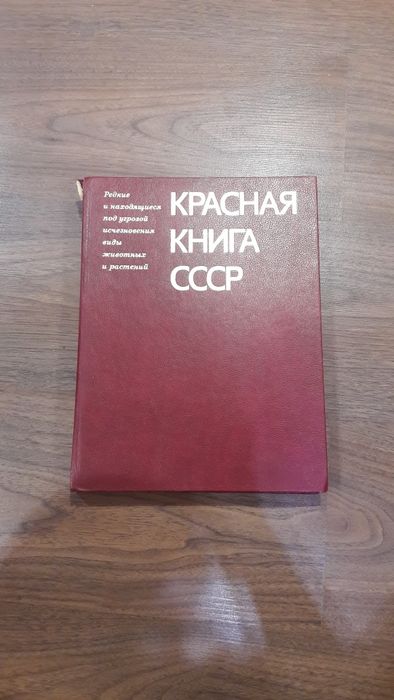 Редкие
и находящиеся
под угрозой
исчезновения
виды
животных
и растений
КРАСНАЯ
КНИГА
СССР